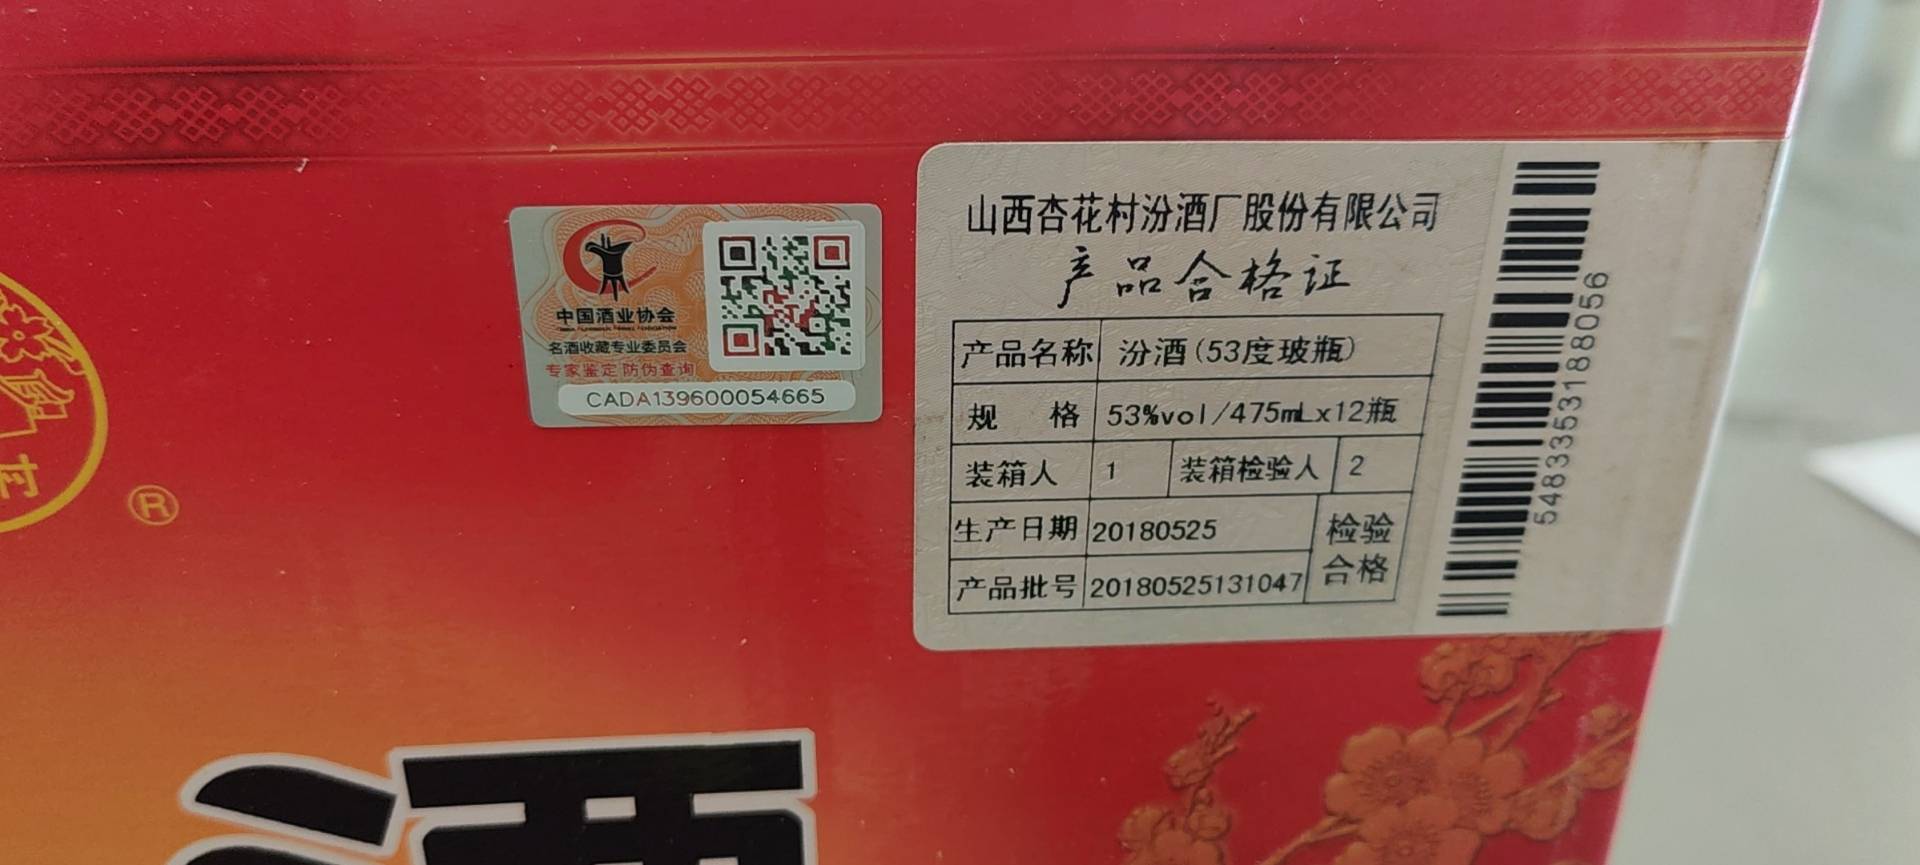 中国酒业协会
名酒收藏专业委员会
专家鉴定 防伪查询
CADA139600054665
山西杏花村汾酒厂股份有限公司
产品合格证
产品名称 汾酒(53度玻瓶)
规 格 53%vol/475mLx12瓶
装箱人 1 装箱检验人 2
生产日期 20180525 检验
产品批号 20180525131047 合格
5483353188056
村
®
酒